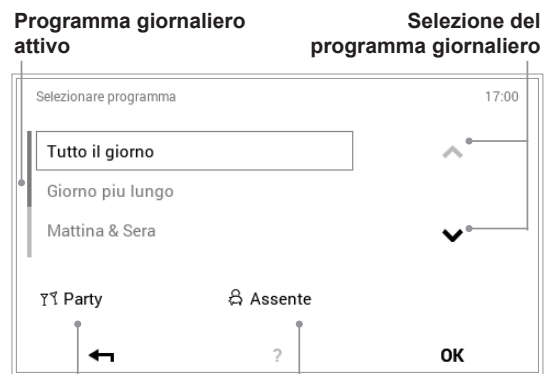 Programma giornaliero
attivo
Selezione del
programma giornaliero
Selezionare programma
17:00
Tutto il giorno
Giorno piu lungo
Mattina & Sera
Party
Assente
?
OK